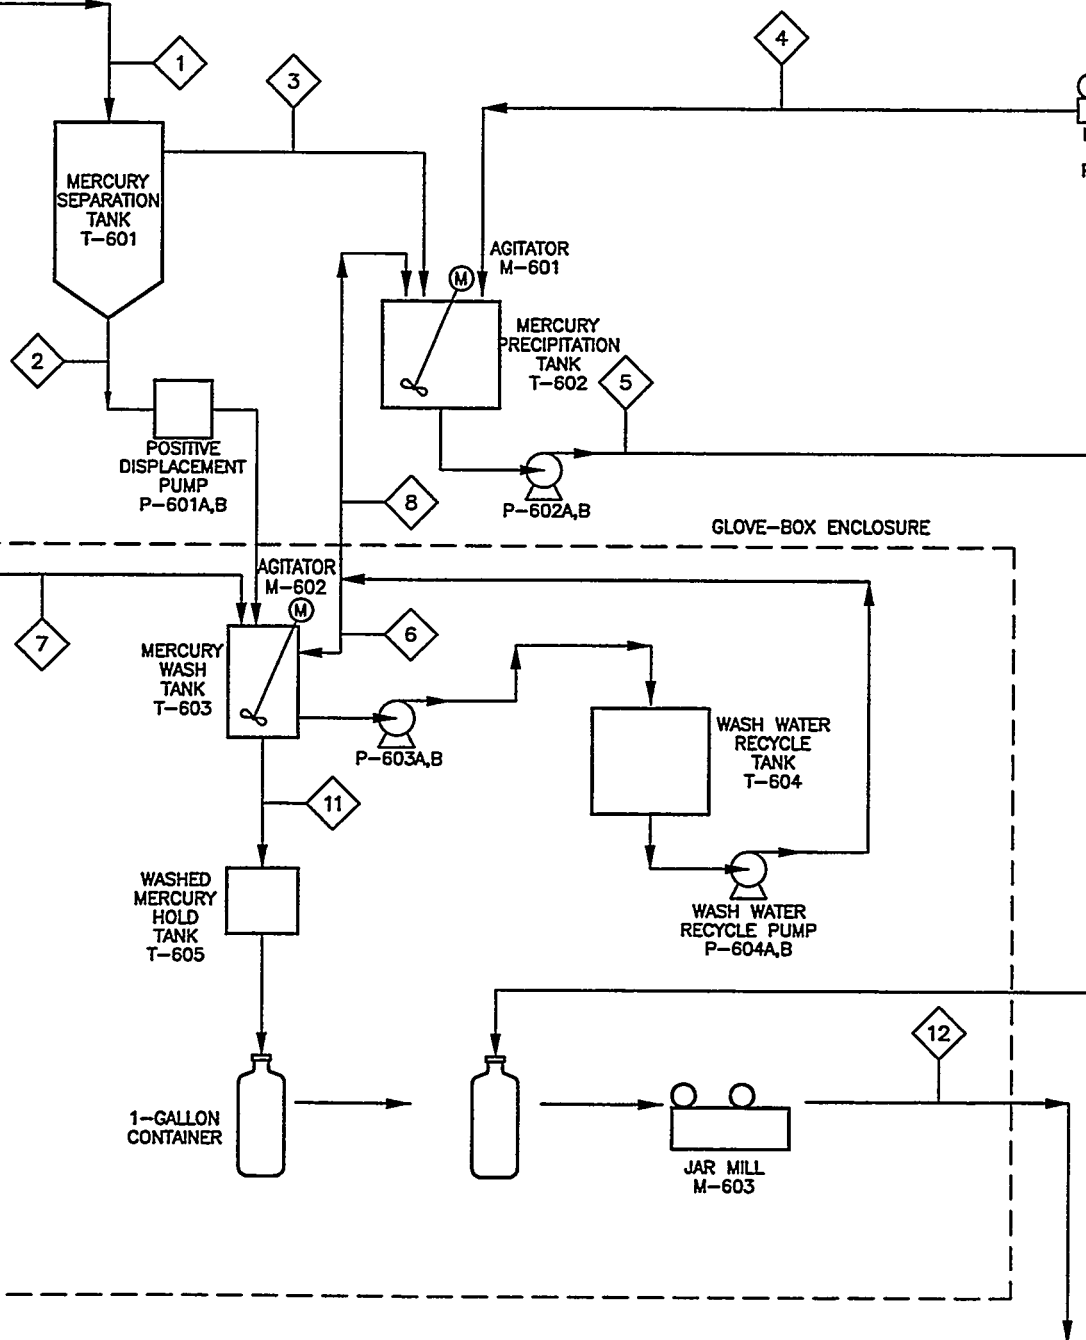 4
1
3
MERCURY
SEPARATION
TANK
T-601
AGITATOR
M-601
M
MERCURY
PRECIPITATION
TANK
T-602
2
5
POSITIVE
DISPLACEMENT
PUMP
P-601A,B
8
P-602A,B
GLOVE-BOX ENCLOSURE
AGITATOR
M-602
M
7
6
MERCURY
WASH
TANK
T-603
P-603A,B
WASH WATER
RECYCLE
TANK
T-604
11
WASHED
MERCURY
HOLD
TANK
T-605
WASH WATER
RECYCLE PUMP
P-604A,B
12
1-GALLON
CONTAINER
JAR MILL
M-603